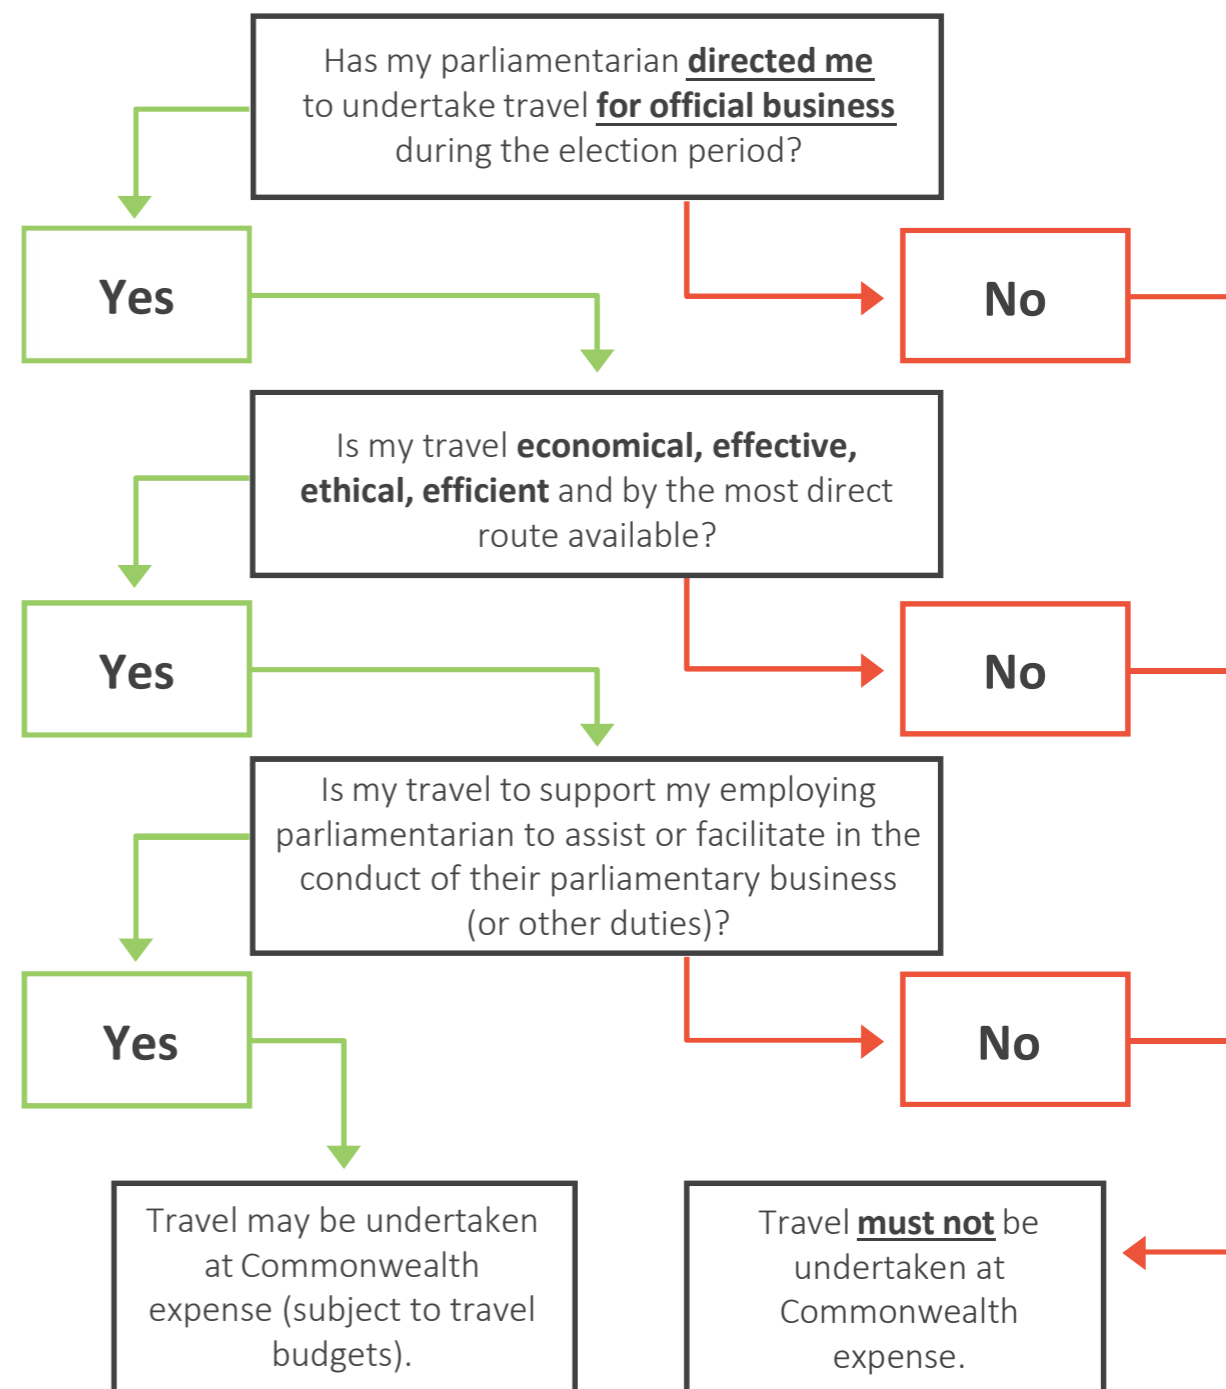 Has my parliamentarian directed me
to undertake travel for official business
during the election period?
Yes
No
Is my travel economical, effective,
ethical, efficient and by the most direct
route available?
Yes
No
Is my travel to support my employing
parliamentarian to assist or facilitate in the
conduct of their parliamentary business
(or other duties)?
Yes
No
Travel may be undertaken
at Commonwealth
expense (subject to travel
budgets).
Travel must not be
undertaken at
Commonwealth
expense.